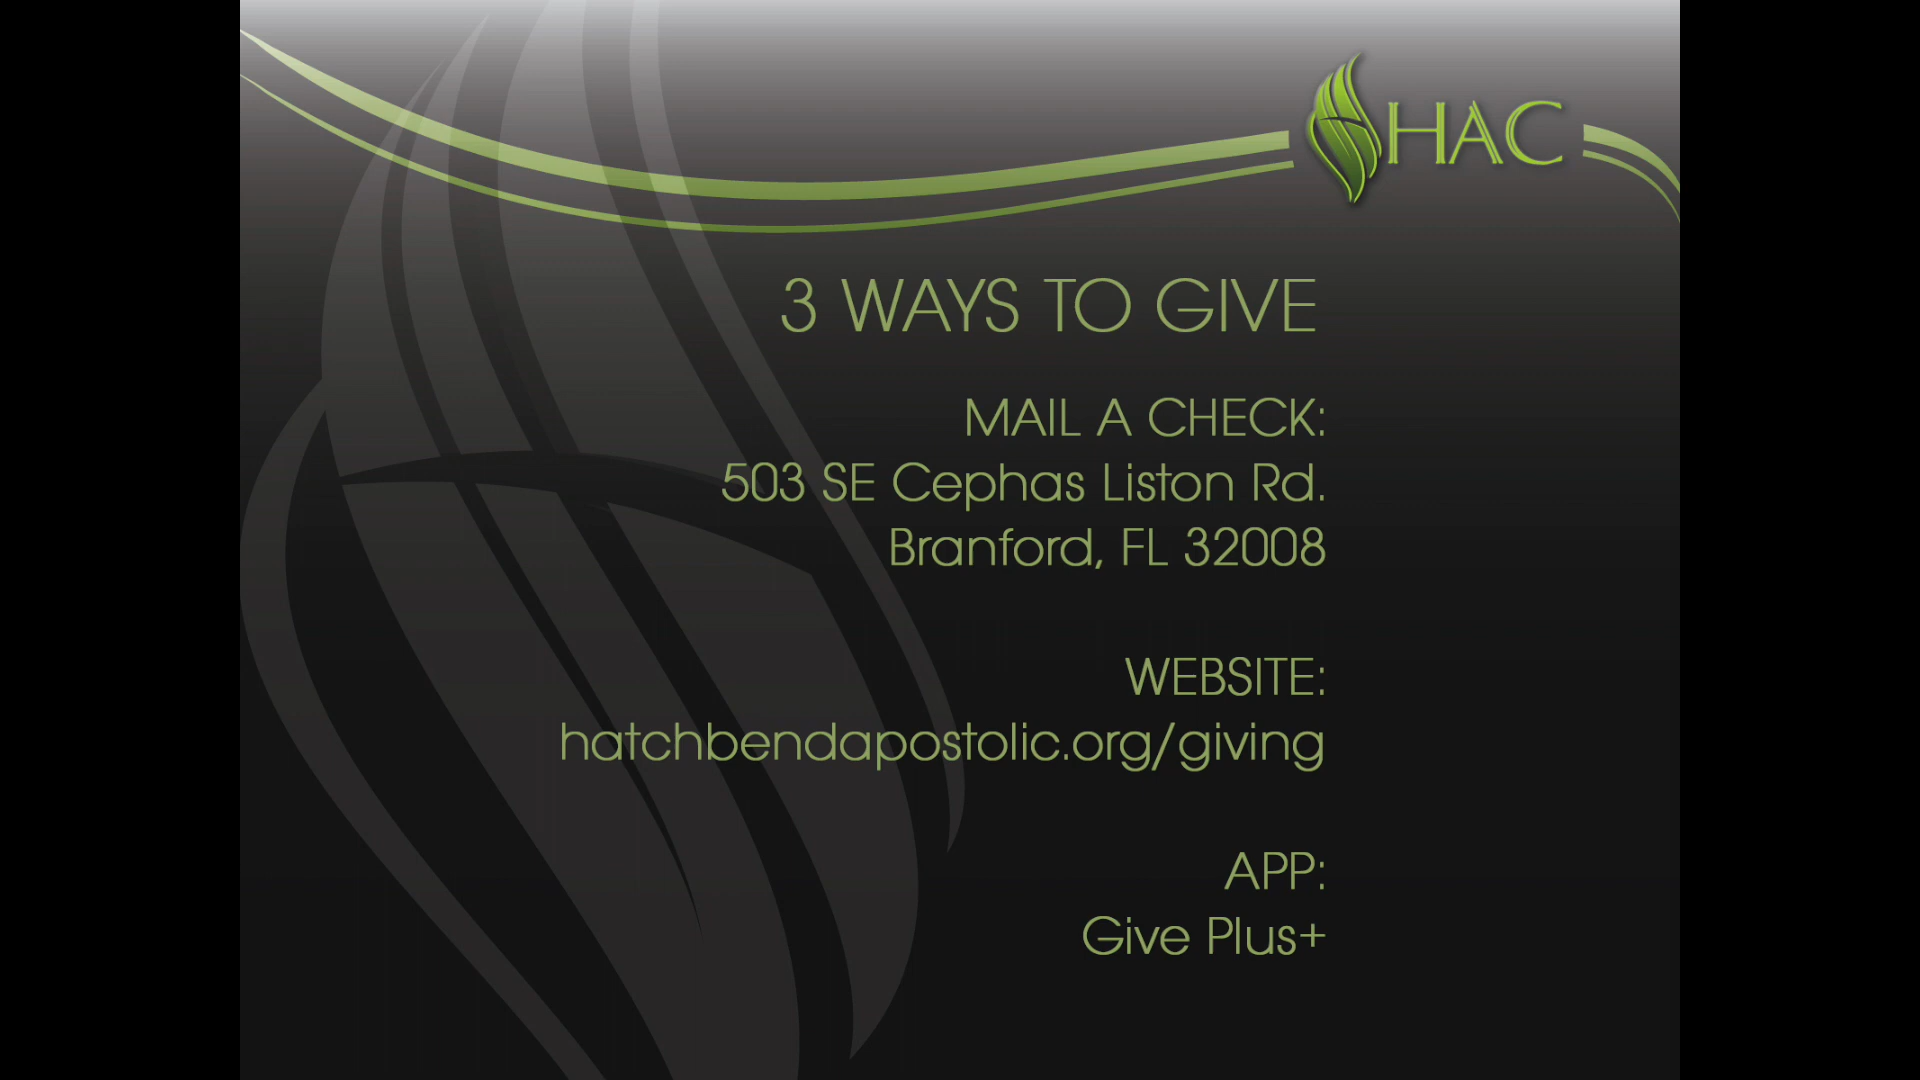 HAC
3 WAYS TO GIVE
MAIL A CHECK:
503 SE Cephas Liston Rd.
Branford, FL 32008
WEBSITE:
hatchbendapostolic.org/giving
APP:
Give Plus+